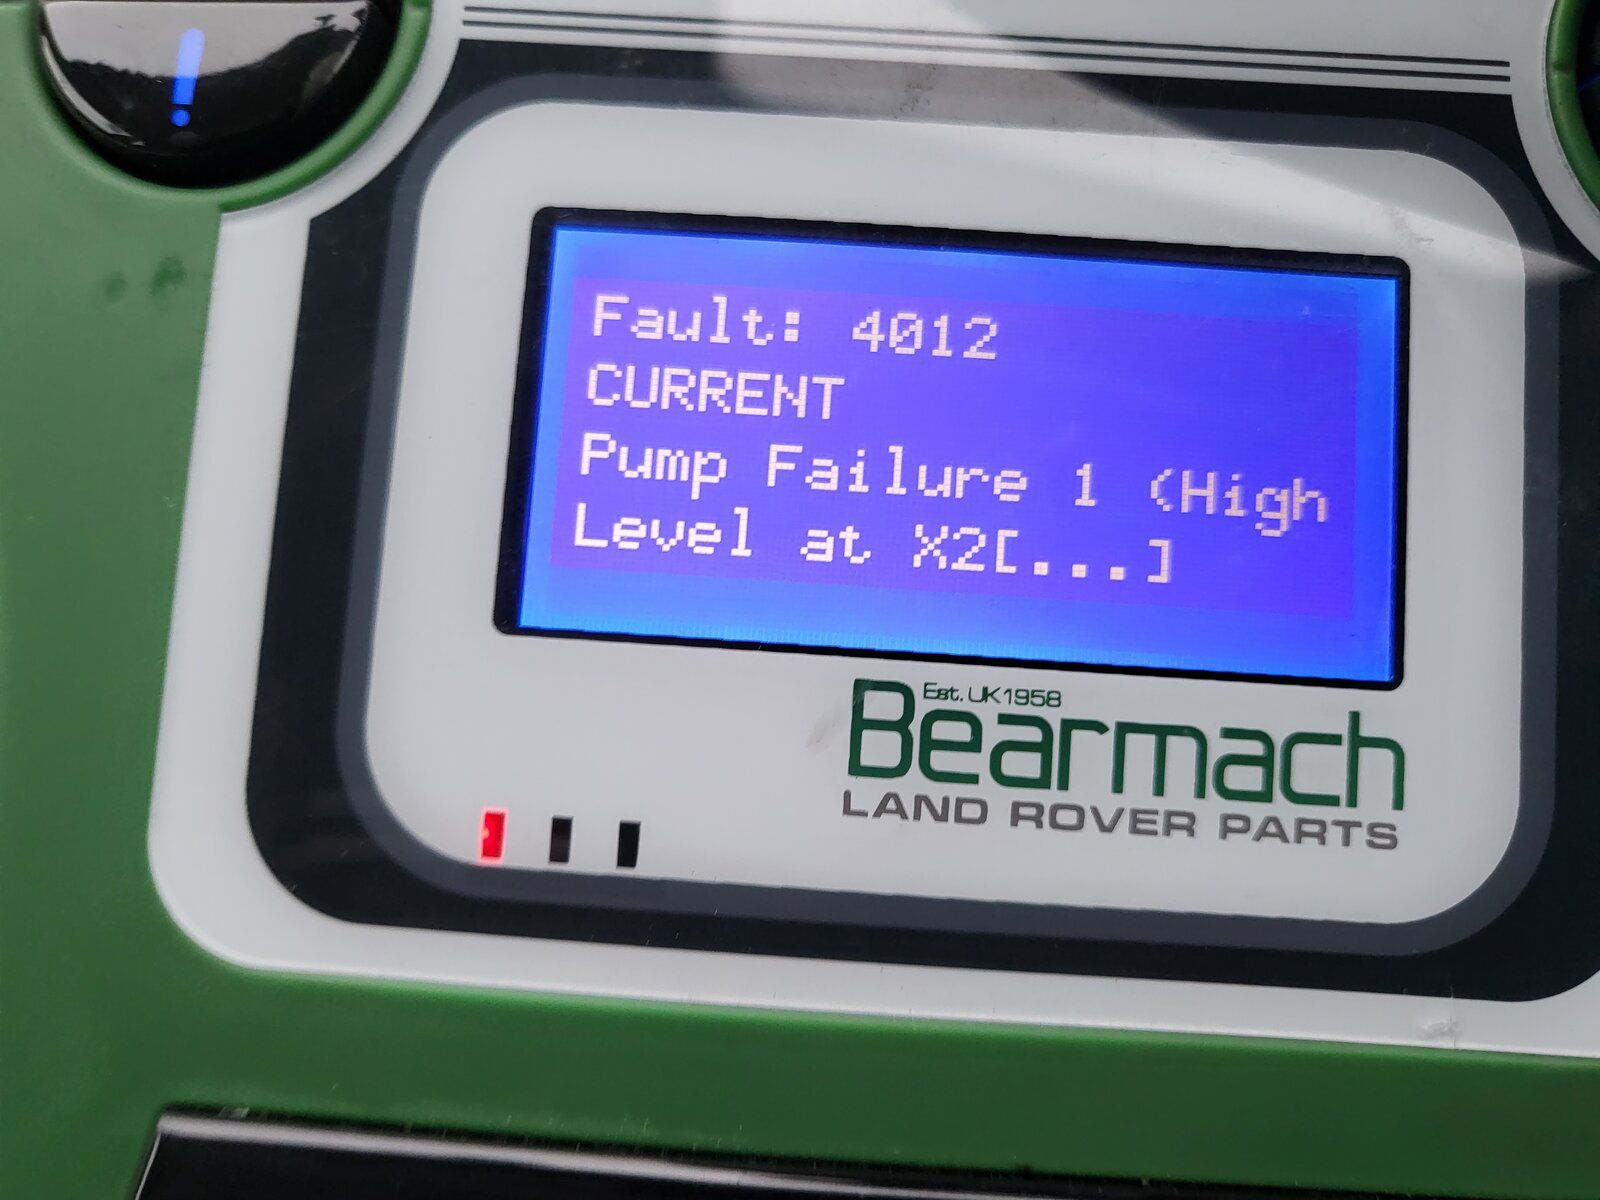 Fault: 4012
CURRENT
Pump Failure 1 (High
Level at X2[...]
Est. UK 1958
Bearmach
LAND ROVER PARTS